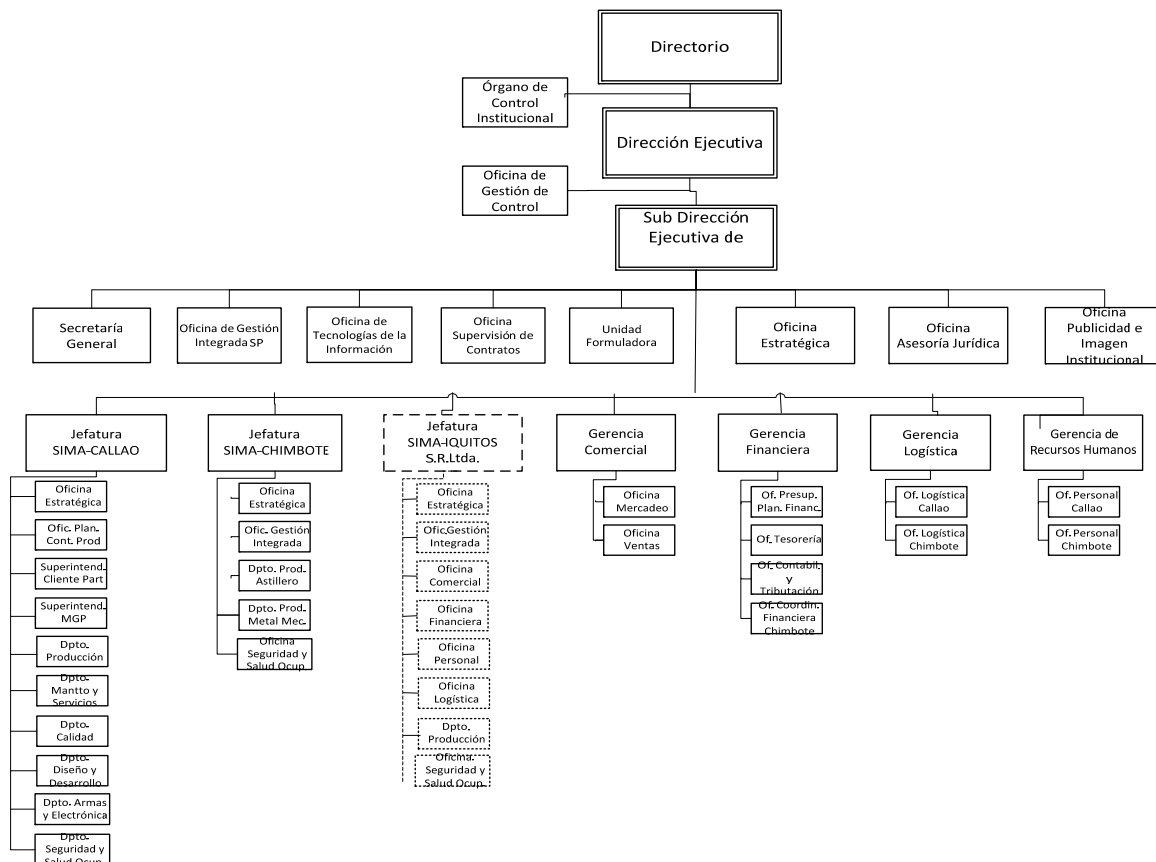 Directorio
Órgano de
Control
Institucional
Dirección Ejecutiva
Oficina de
Gestión de
Control
Sub Dirección
Ejecutiva de
Secretaría
General
Oficina de Gestión
Integrada SP
Oficina de
Tecnologías de la
Información
Oficina
Supervisión de
Contratos
Unidad
Formuladora
Oficina
Estratégica
Oficina
Asesoría Jurídica
Oficina
Publicidad e
Imagen
Institucional
Jefatura
SIMA-CALLAO
Oficina
Estratégica
Ofic. Plan.
Cont. Prod
Superintend.
Cliente Part
Superintend.
MGP
Dpto.
Producción
Dpto.
Mantto y
Servicios
Dpto.
Calidad
Dpto.
Diseño y
Desarrollo
Dpto. Armas
y Electrónica
Dpto.
Seguridad y
Salud Ocup.
Jefatura
SIMA-CHIMBOTE
Oficina
Estratégica
Ofic. Gestión
Integrada
Dpto. Prod.
Astillero
Dpto. Prod.
Metal Mec.
Oficina
Seguridad y
Salud Ocup.
Jefatura
SIMA-IQUITOS
S.R.Ltda.
Oficina
Estratégica
Ofic.Gestión
Integrada
Oficina
Comercial
Oficina
Financiera
Oficina
Personal
Oficina
Logística
Dpto.
Producción
Oficina.
Seguridad y
Salud Ocup.
Gerencia
Comercial
Oficina
Mercadeo
Oficina
Ventas
Gerencia
Financiera
Of. Presup.
Plan. Financ.
Of. Tesorería
Of. Contabil.
y
Tributación
Of. Coordin.
Financiera
Chimbote
Gerencia
Logística
Of. Logística
Callao
Of. Logística
Chimbote
Gerencia de
Recursos Humanos
Of. Personal
Callao
Of. Personal
Chimbote